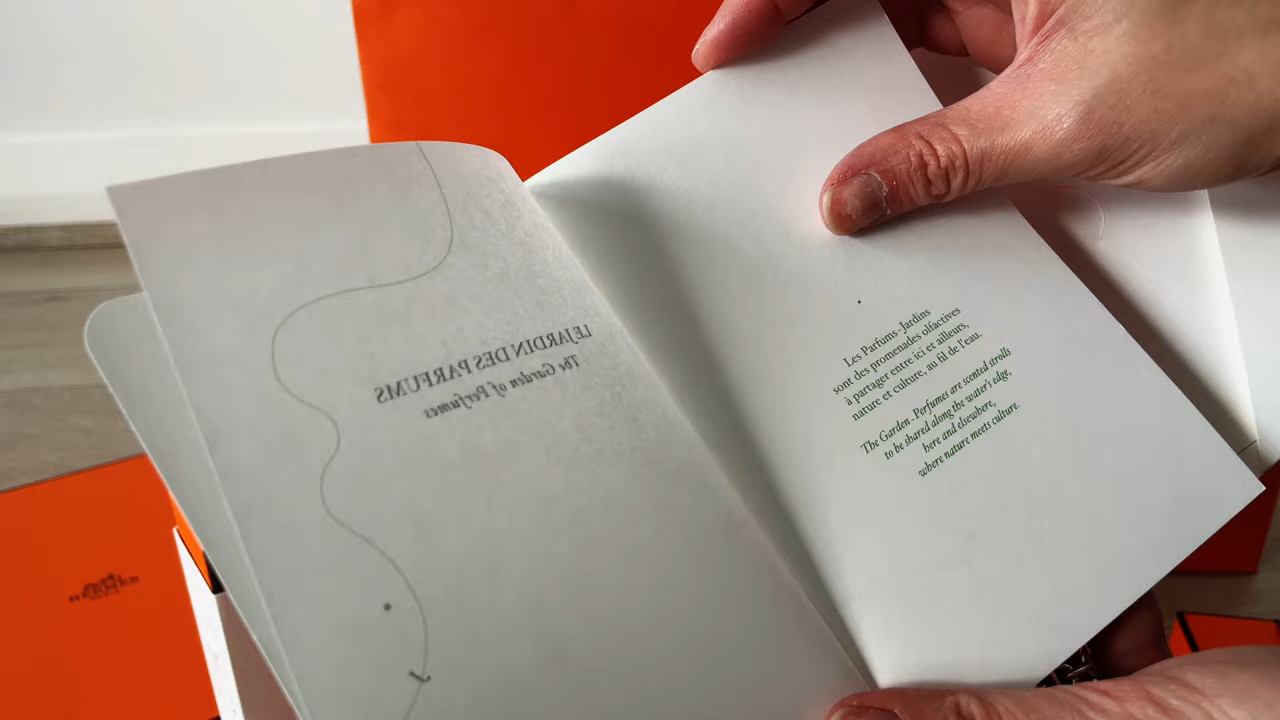 LE JARDIN DES PARFUMS
The Garden of Perfumes
Les Parfums-Jardins
sont des promenades olfactives
à partager entre ici et ailleurs,
nature et culture, au fil de l'eau.
The Garden-Perfumes are scented strolls
to be shared along the water's edge,
here and elsewhere,
where nature meets culture.